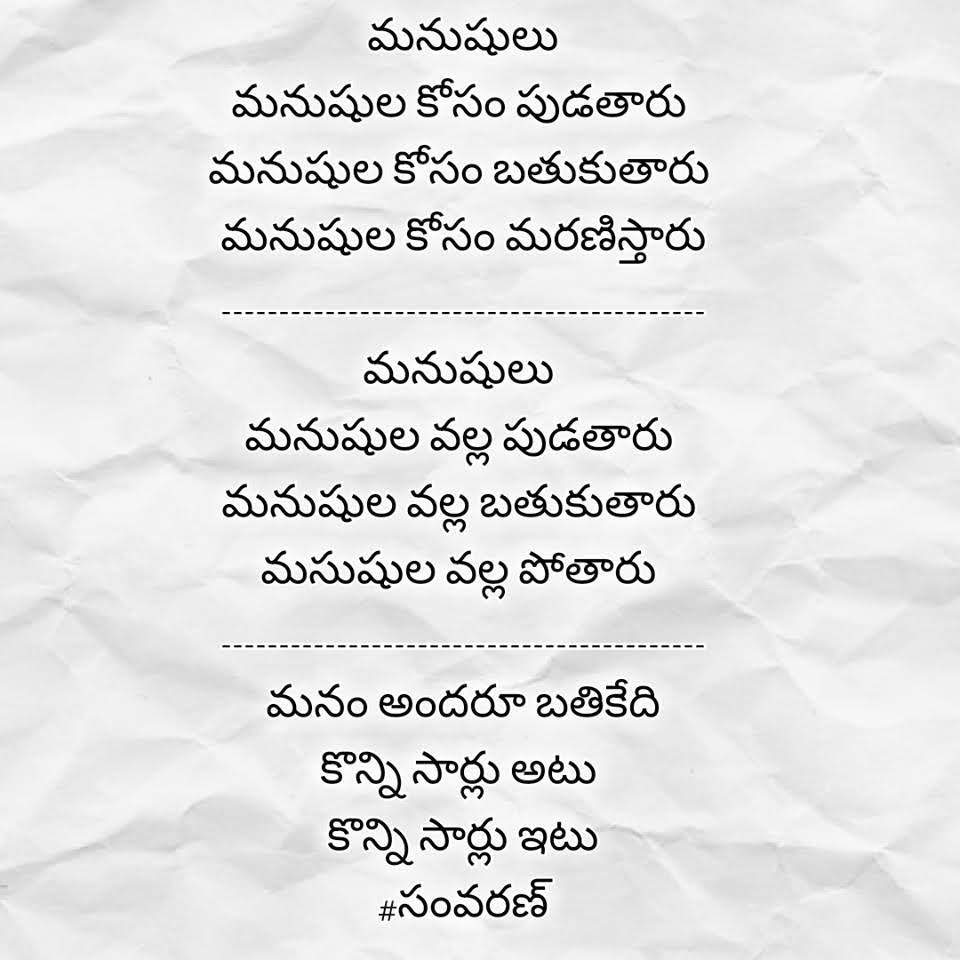 మనుషులు
మనుషుల కోసం పుడతారు
మనుషుల కోసం బతుకుతారు
మనుషుల కోసం మరణిస్తారు
------------------------------------------
మనుషులు
మనుషుల వల్ల పుడతారు
మనుషుల వల్ల బతుకుతారు
మసుషుల వల్ల పోతారు
------------------------------------------
మనం అందరూ బతికేది
కొన్ని సార్లు అటు
కొన్ని సార్లు ఇటు
#సంవరణ్